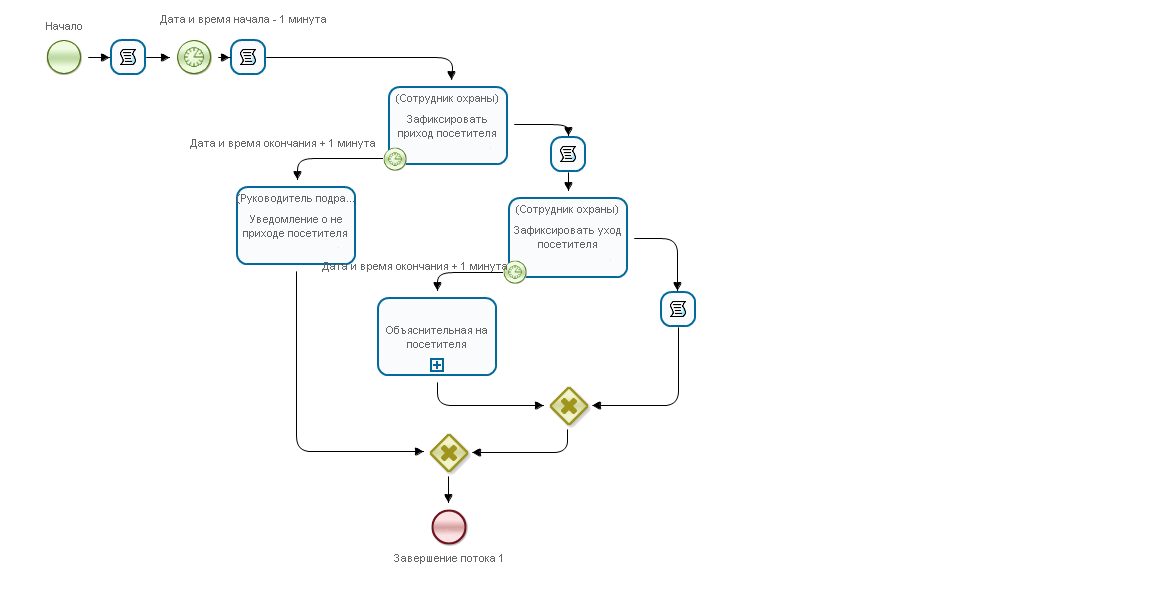 Начало
Дата и время начала - 1 минута
(Сотрудник охраны)
Зафиксировать
приход посетителя
Дата и время окончания + 1 минута
(Руководитель подра...
Уведомление о не
приходе посетителя
(Сотрудник охраны)
Зафиксировать уход
посетителя
Дата и время окончания + 1 минута
Объяснительная на
посетителя
Завершение потока 1